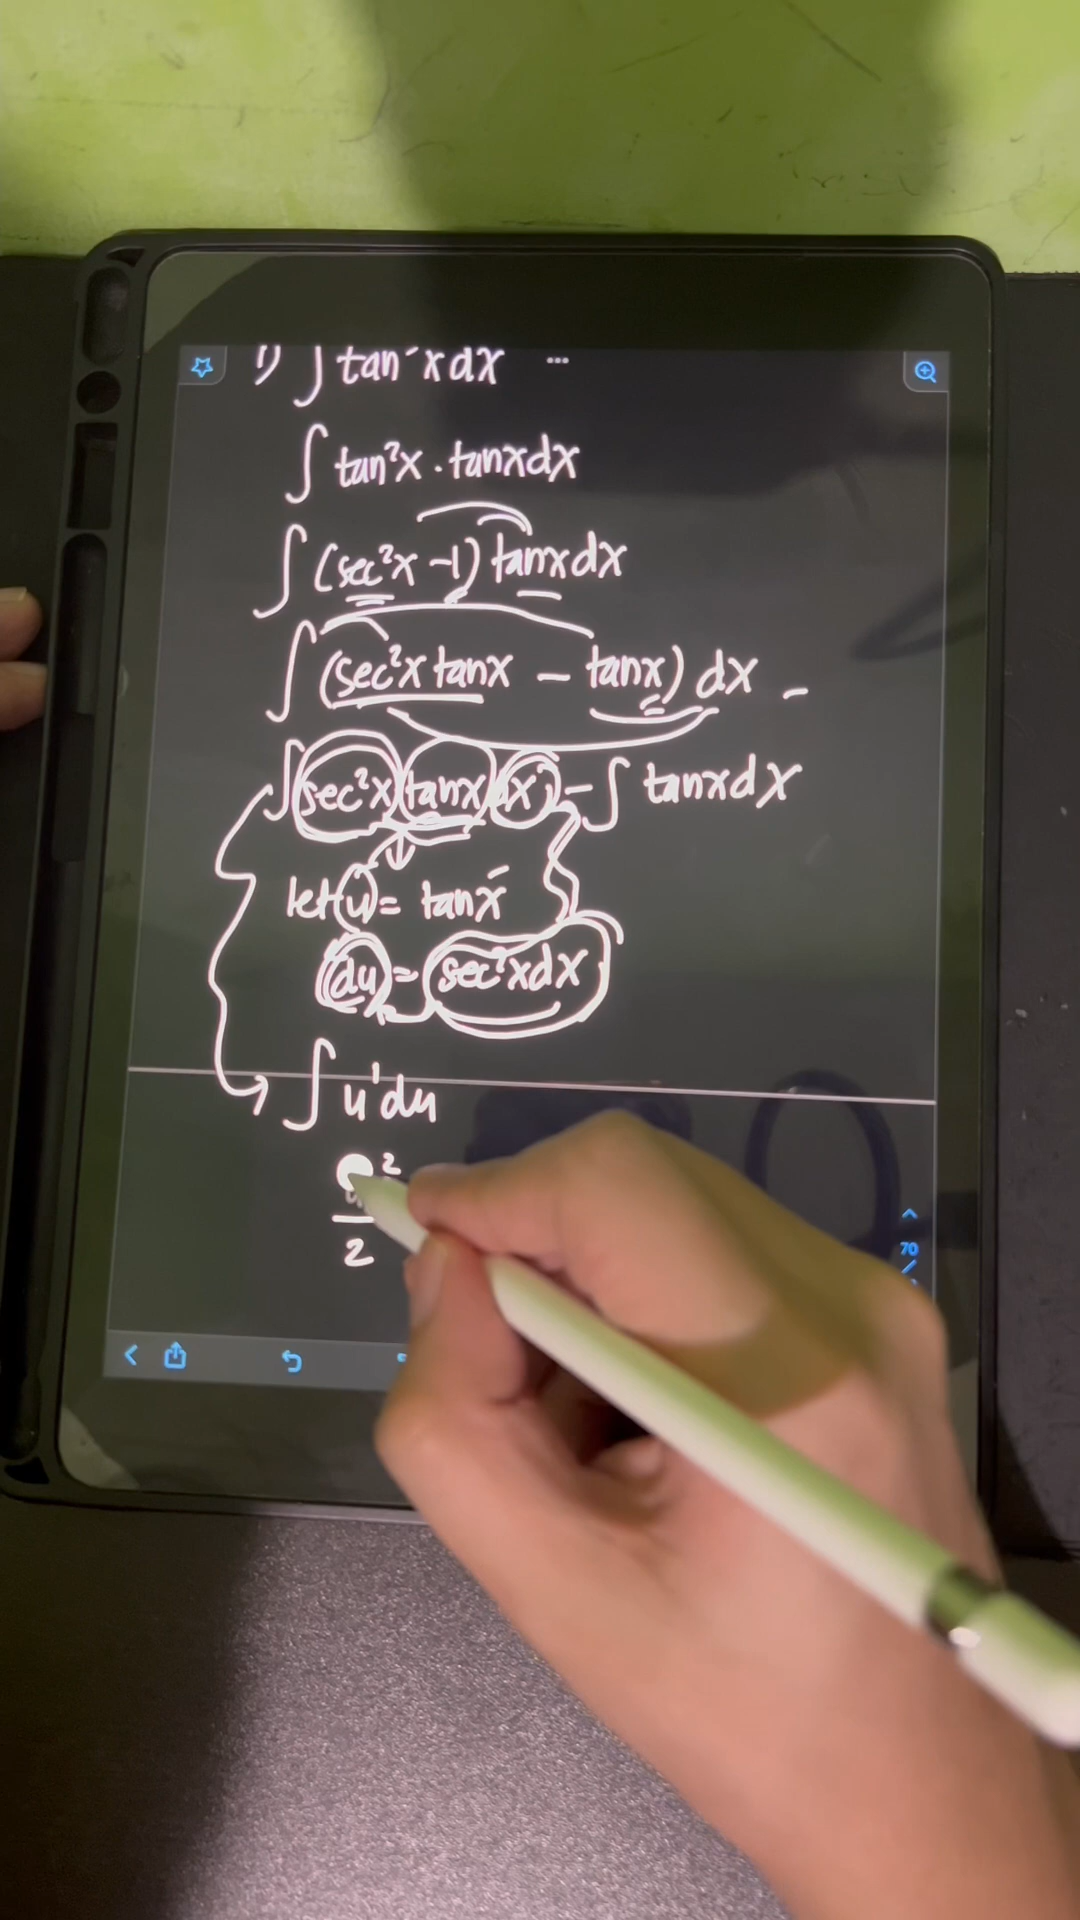 1) ∫ tan x dx ...
∫ tan²x · tanx dx
∫ (sec²x -1) tanx dx
∫ (sec²x tanx - tanx) dx -
∫ sec²x tanx dx - ∫ tanx dx
let u = tanx
du = sec²x dx
∫ u¹ du
2
2
70